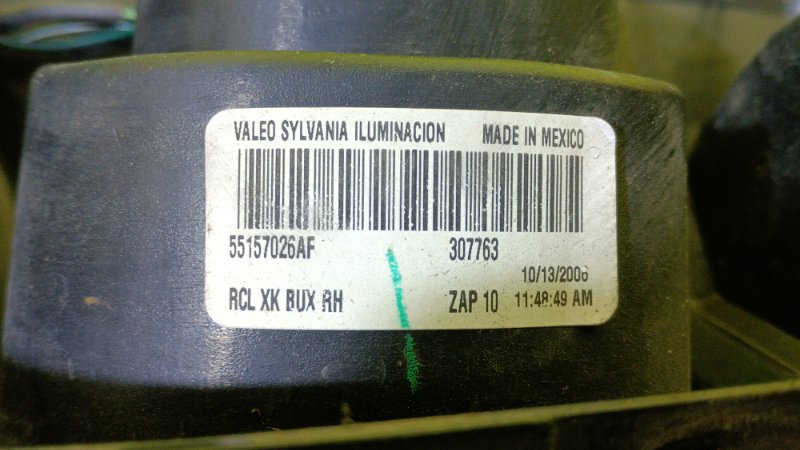 VALEO SYLVANIA ILUMINACION MADE IN MEXICO
55157026AF 307763
10/13/2006
RCL XK BUX RH ZAP 10 11:48:49 AM